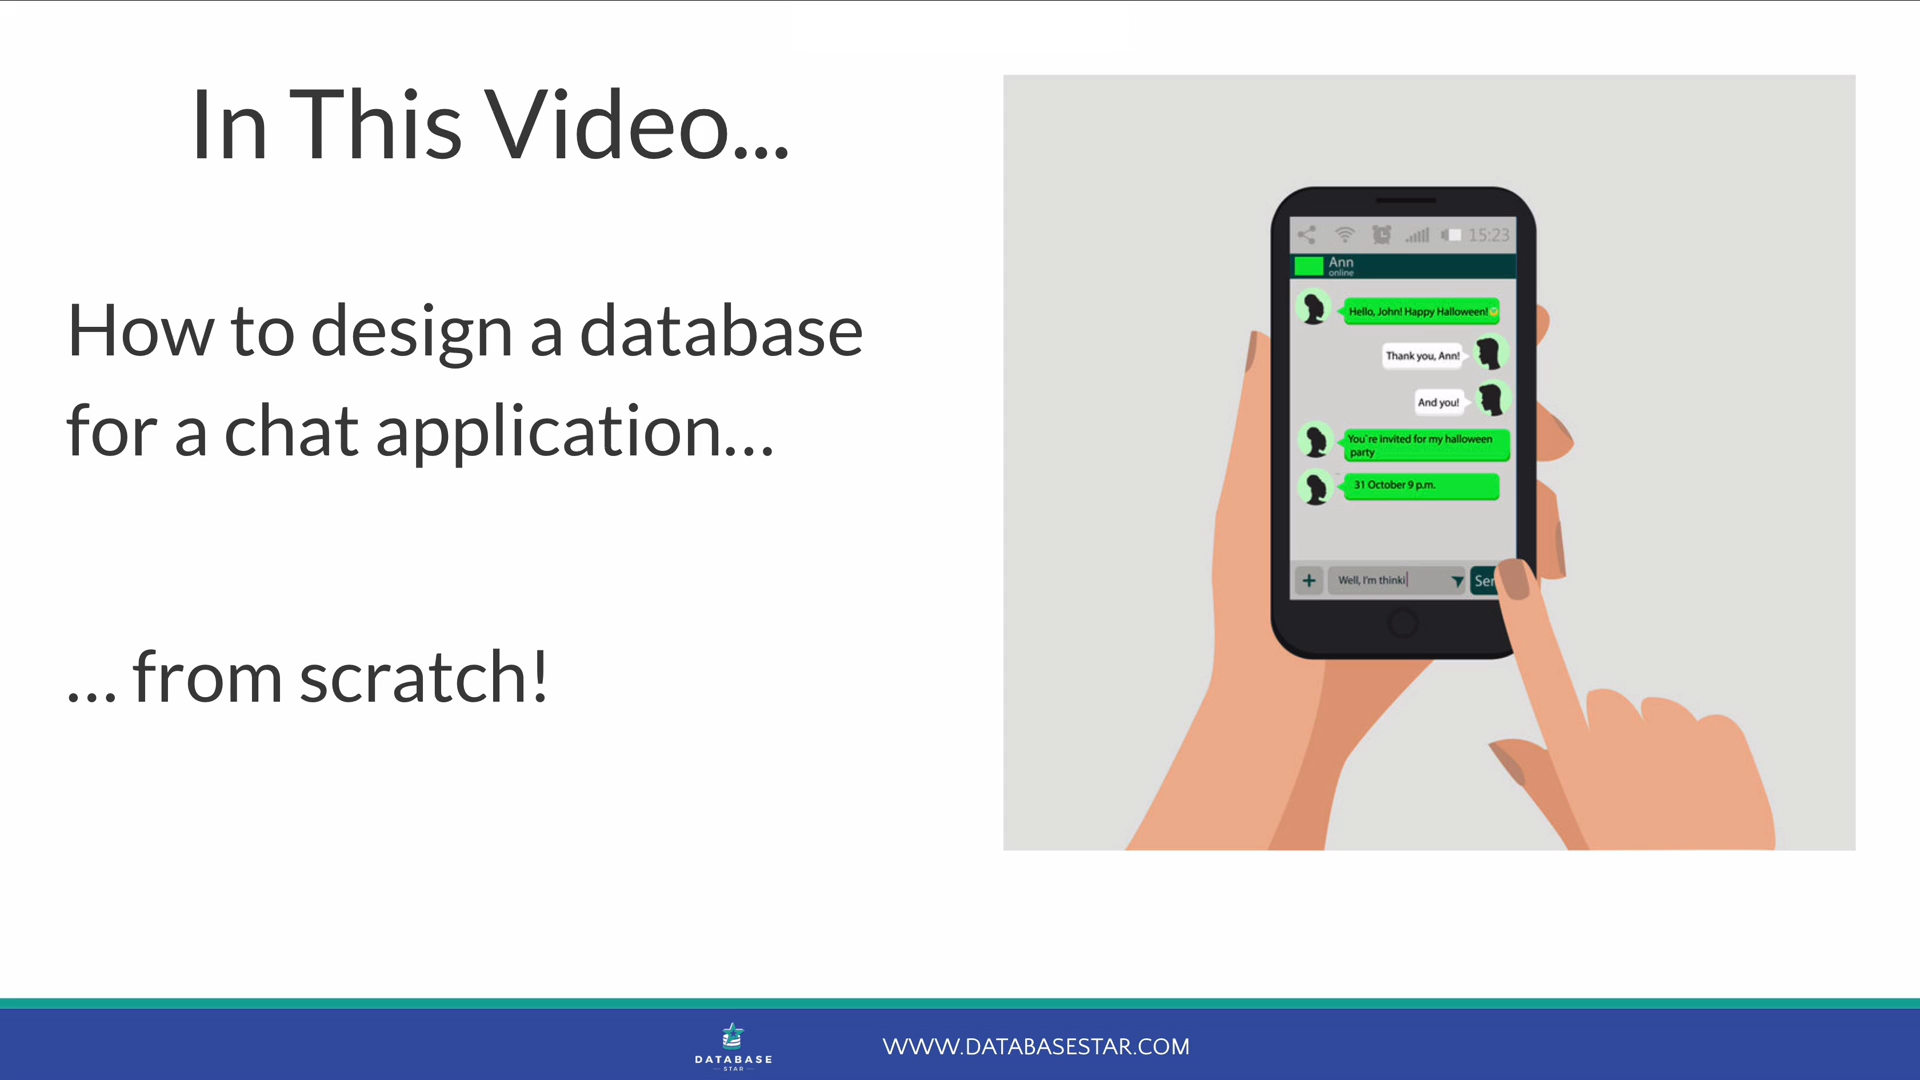 In This Video...
How to design a database
for a chat application...
... from scratch!
15:23
Ann
online
Hello, John! Happy Halloween!
Thank you, Ann!
And you!
You`re invited for my halloween
party
31 October 9 p.m.
Well, I'm thinki
Ser
DATABASE
STAR
WWW.DATABASESTAR.COM